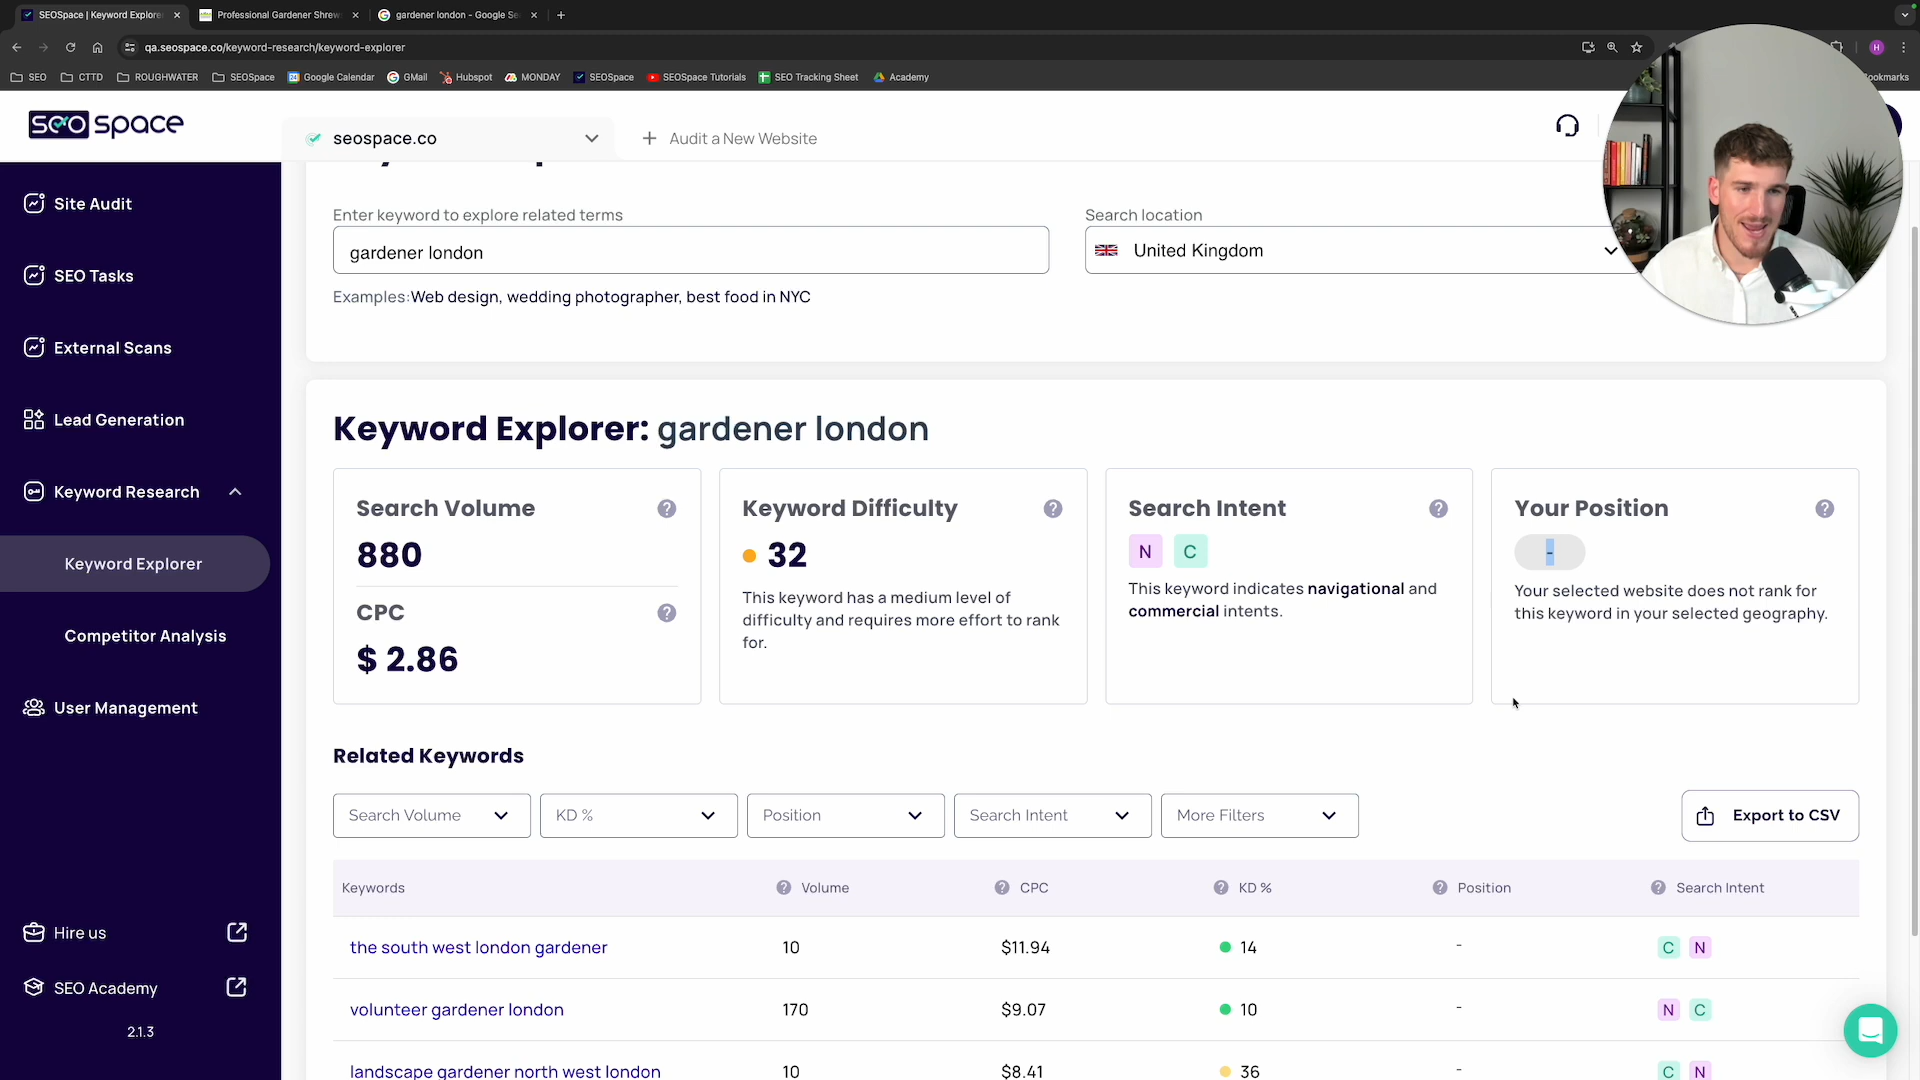 SEOSpace | Keyword Explorer
Professional Gardener Shrew
gardener london - Google Se
qa.seospace.co/keyword-research/keyword-explorer
H
SEO
CTTD
ROUGHWATER
SEOSpace
Google Calendar
GMail
Hubspot
MONDAY
SEOSpace
SEOSpace Tutorials
SEO Tracking Sheet
Academy
ookmarks
seo space
seospace.co
Audit a New Website
Site Audit
SEO Tasks
External Scans
Lead Generation
Keyword Research
Keyword Explorer
Competitor Analysis
User Management
Hire us
SEO Academy
2.1.3
Enter keyword to explore related terms
gardener london
Examples:Web design, wedding photographer, best food in NYC
Search location
United Kingdom
Keyword Explorer: gardener london
Search Volume
880
CPC
$ 2.86
Keyword Difficulty
32
This keyword has a medium level of
difficulty and requires more effort to rank
for.
Search Intent
N C
This keyword indicates navigational and
commercial intents.
Your Position
-
Your selected website does not rank for
this keyword in your selected geography.
Related Keywords
Search Volume
KD %
Position
Search Intent
More Filters
Export to CSV
Keywords Volume CPC KD % Position Search Intent
the south west london gardener 10 $11.94 14 - C N
volunteer gardener london 170 $9.07 10 - N C
landscape gardener north west london 10 $8.41 36 - C N